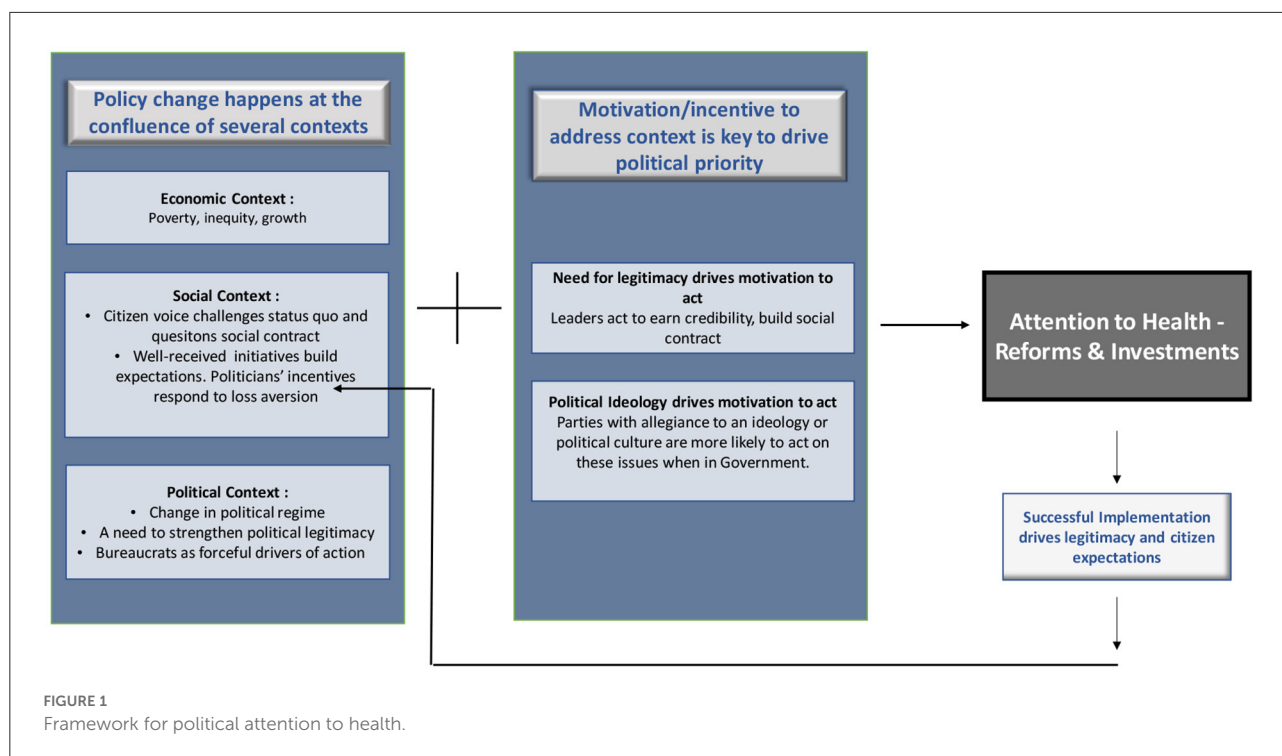 Policy change happens at the
confluence of several contexts
Economic Context :
Poverty, inequity, growth
Social Context :
• Citizen voice challenges status quo and
quesitons social contract
• Well-received initiatives build
expectations. Politicians’ incentives
respond to loss aversion
Political Context :
• Change in political regime
• A need to strengthen political legitimacy
• Bureaucrats as forceful drivers of action
Motivation/incentive to
address context is key to drive
political priority
Need for legitimacy drives motivation to
act
Leaders act to earn credibility, build social
contract
Political Ideology drives motivation to act
Parties with allegiance to an ideology or
political culture are more likely to act on
these issues when in Government.
Attention to Health -
Reforms & Investments
Successful Implementation
drives legitimacy and citizen
expectations
FIGURE 1
Framework for political attention to health.